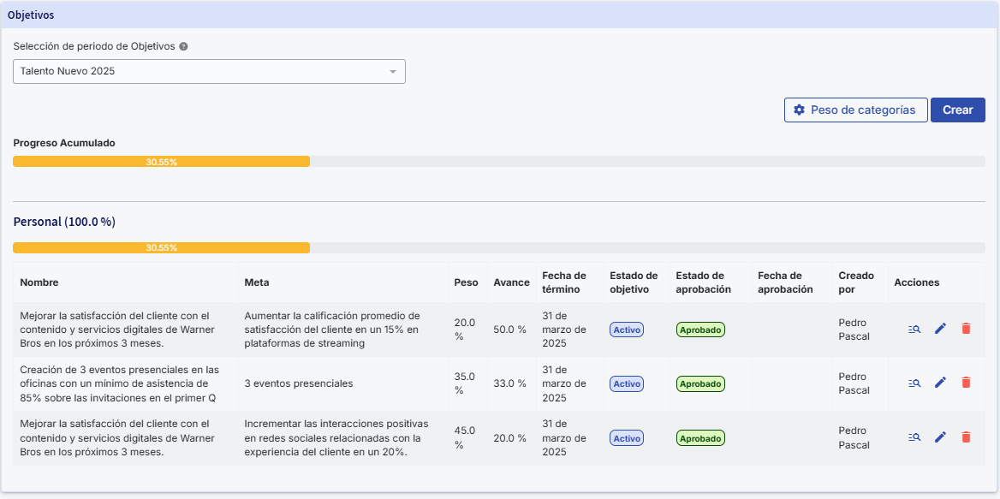 Objetivos
Selección de periodo de Objetivos
Talento Nuevo 2025
Peso de categorías
Crear
Progreso Acumulado
30.55%
Personal (100.0 %)
30.55%
Nombre Meta Peso Avance Fecha de término Estado de objetivo Estado de aprobación Fecha de aprobación Creado por Acciones
Mejorar la satisfacción del cliente con el
contenido y servicios digitales de Warner
Bros en los próximos 3 meses.
Aumentar la calificación promedio de
satisfacción del cliente en un 15% en
plataformas de streaming
20.0
%
50.0 %
31 de
marzo de
2025
Activo
Aprobado
Pedro
Pascal
Creación de 3 eventos presenciales en las
oficinas con un mínimo de asistencia de
85% sobre las invitaciones en el primer Q
3 eventos presenciales
35.0
%
33.0 %
31 de
marzo de
2025
Activo
Aprobado
Pedro
Pascal
Mejorar la satisfacción del cliente con el
contenido y servicios digitales de Warner
Bros en los próximos 3 meses.
Incrementar las interacciones positivas
en redes sociales relacionadas con la
experiencia del cliente en un 20%.
45.0
%
20.0 %
31 de
marzo de
2025
Activo
Aprobado
Pedro
Pascal